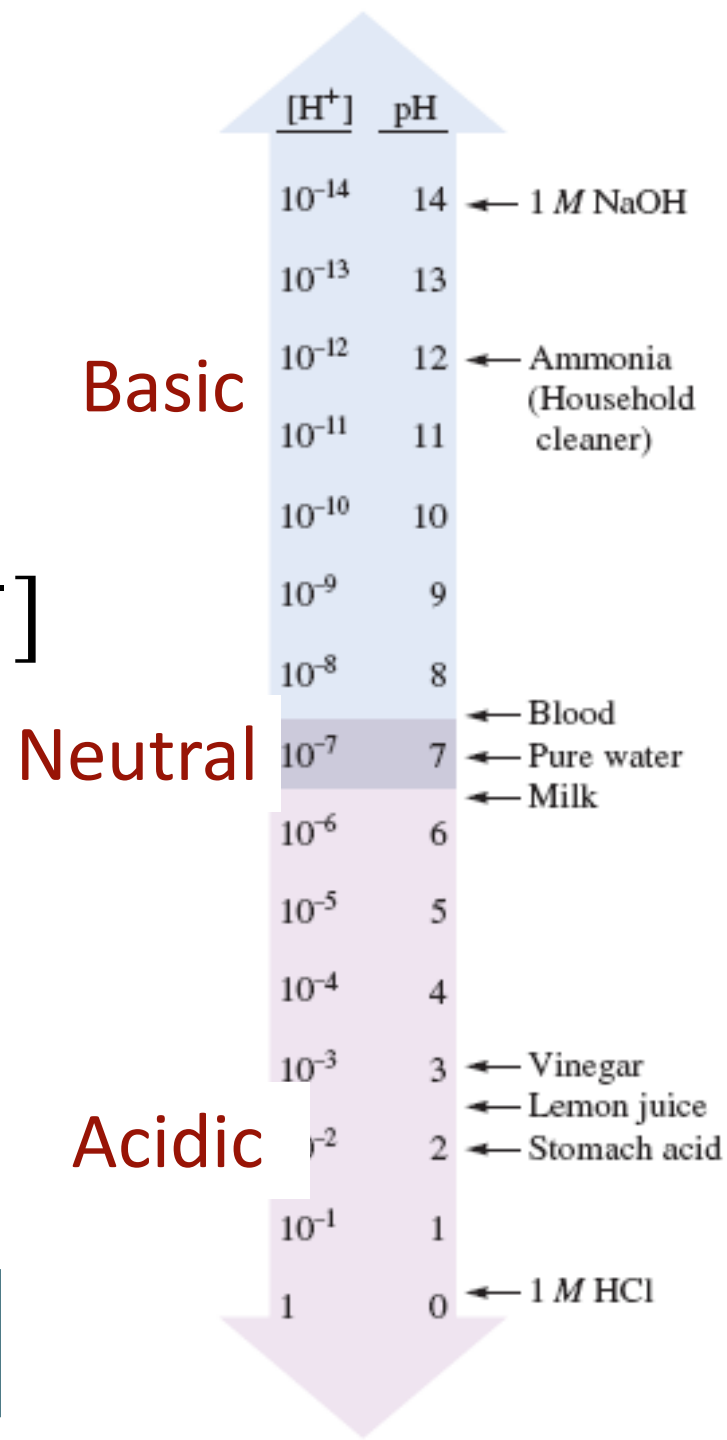 [H⁺] pH
10⁻¹⁴ 14 1 M NaOH
10⁻¹³ 13
10⁻¹² 12 Ammonia
Basic
(Household
10⁻¹¹ 11 cleaner)
10⁻¹⁰ 10
10⁻⁹ 9
]
10⁻⁸ 8
Blood
Neutral 10⁻⁷ 7 Pure water
Milk
10⁻⁶ 6
10⁻⁵ 5
10⁻⁴ 4
10⁻³ 3 Vinegar
Lemon juice
Acidic ⁻² 2 Stomach acid
10⁻¹ 1
1 0 1 M HCl